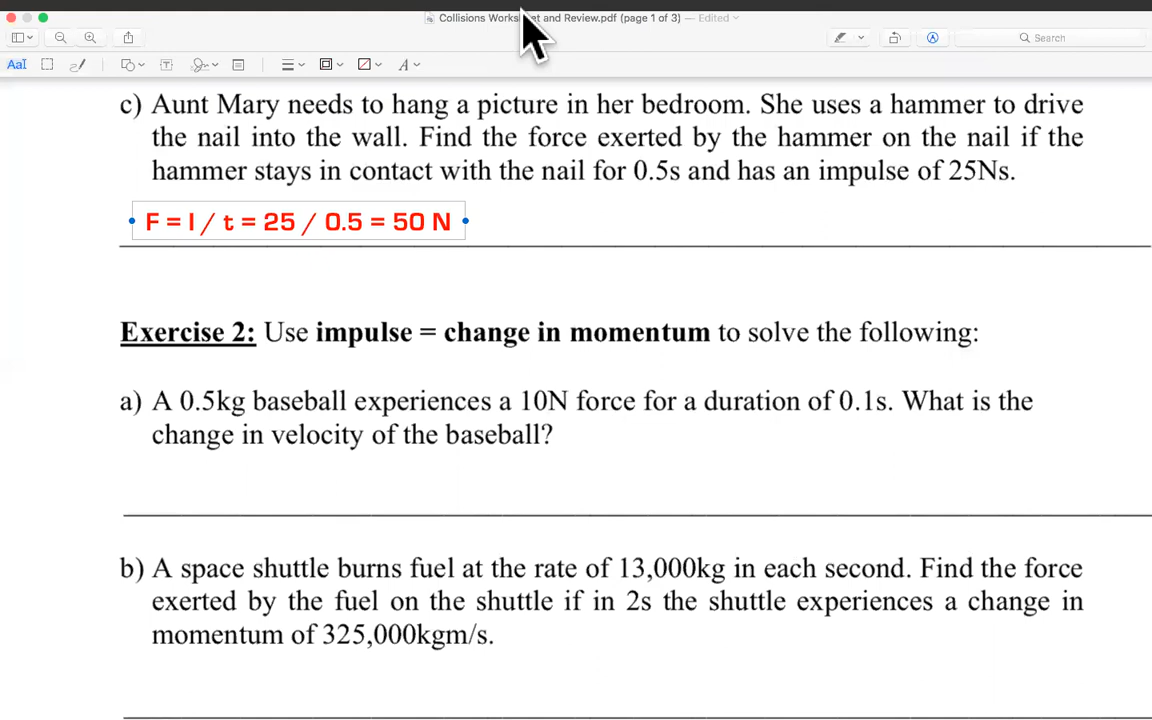 Collisions Worksheet and Review.pdf (page 1 of 3) — Edited
Search
AaI
A
c) Aunt Mary needs to hang a picture in her bedroom. She uses a hammer to drive
the nail into the wall. Find the force exerted by the hammer on the nail if the
hammer stays in contact with the nail for 0.5s and has an impulse of 25Ns.
F = I / t = 25 / 0.5 = 50 N
Exercise 2: Use impulse = change in momentum to solve the following:
a) A 0.5kg baseball experiences a 10N force for a duration of 0.1s. What is the
change in velocity of the baseball?
b) A space shuttle burns fuel at the rate of 13,000kg in each second. Find the force
exerted by the fuel on the shuttle if in 2s the shuttle experiences a change in
momentum of 325,000kgm/s.